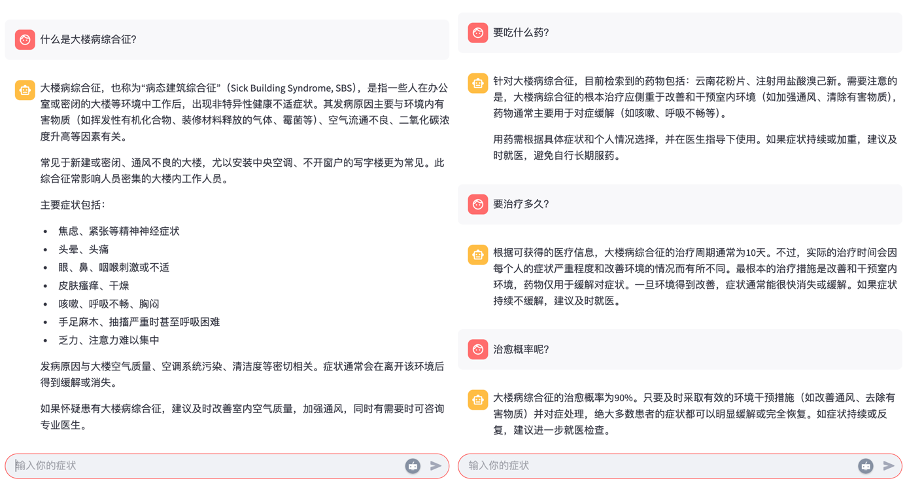 什么是大楼病综合征?
大楼病综合征，也称为“病态建筑综合征”（Sick Building Syndrome, SBS），是指一些人在办公
室或密闭的大楼等环境中工作后，出现非特异性健康不适症状。其发病原因主要与环境内有
害物质（如挥发性有机化合物、装修材料释放的气体、霉菌等）、空气流通不良、二氧化碳浓
度升高等因素有关。
常见于新建或密闭、通风不良的大楼，尤以安装中央空调、不开窗户的写字楼更为常见。此
综合征常影响人员密集的大楼内工作人员。
主要症状包括：
• 焦虑、紧张等精神神经症状
• 头晕、头痛
• 眼、鼻、咽喉刺激或不适
• 皮肤瘙痒、干燥
• 咳嗽、呼吸不畅、胸闷
• 手足麻木、抽搐严重时甚至呼吸困难
• 乏力、注意力难以集中
发病原因与大楼空气质量、空调系统污染、清洁度等密切相关。症状通常会在离开该环境后
得到缓解或消失。
如果怀疑患有大楼病综合征，建议及时改善室内空气质量，加强通风，同时有需要时可咨询
专业医生。
输入你的症状
要吃什么药?
针对大楼病综合征，目前检索到的药物包括：云南花粉片、注射用盐酸溴己新。需要注意的
是，大楼病综合征的根本治疗应侧重于改善和干预室内环境（如加强通风、清除有害物质），
药物通常主要用于对症缓解（如咳嗽、呼吸不畅等）。
用药需根据具体症状和个人情况选择，并在医生指导下使用。如果症状持续或加重，建议及
时就医，避免自行长期服药。
要治疗多久?
根据可获得的医疗信息，大楼病综合征的治疗周期通常为10天。不过，实际的治疗时间会因
每个人的症状严重程度和改善环境的情况而有所不同。最根本的治疗措施是改善和干预室内
环境，药物仅用于缓解对症状。一旦环境得到改善，症状通常能很快消失或缓解。如果症状
持续不缓解，建议及时就医。
治愈概率呢?
大楼病综合征的治愈概率为90%。只要及时采取有效的环境干预措施（如改善通风、去除有
害物质）并对症处理，绝大多数患者的症状都可以明显缓解或完全恢复。如症状持续或反
复，建议进一步就医检查。
输入你的症状